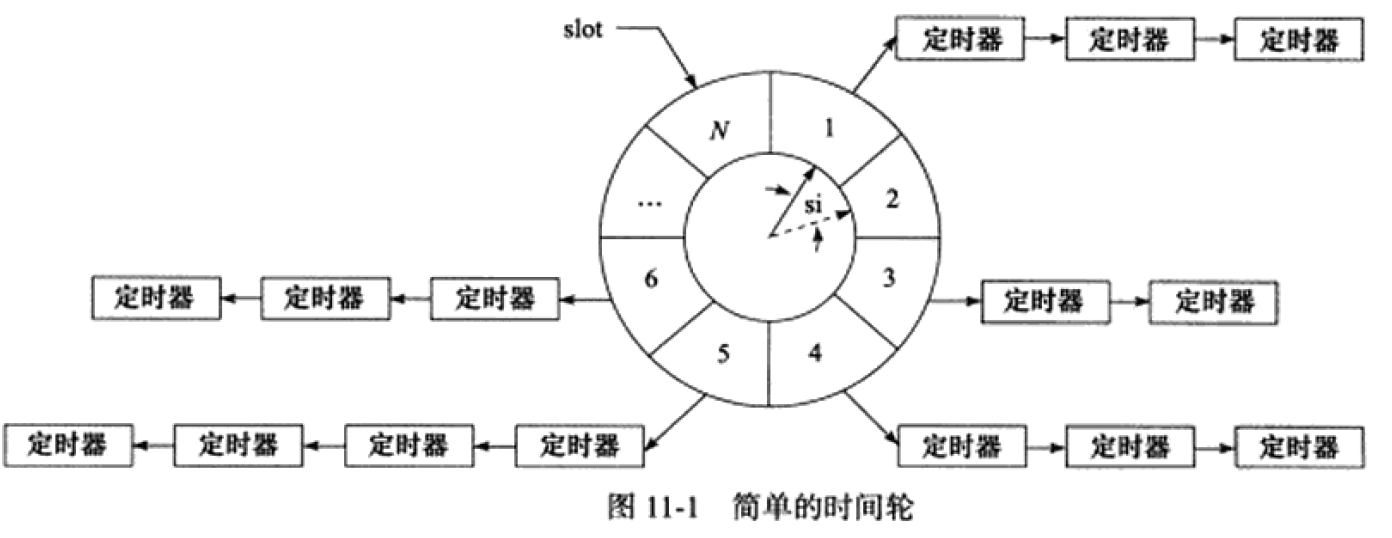 slot
定时器 定时器 定时器
N 1
... si 2
6 3
定时器 定时器 定时器 定时器 定时器
5 4
定时器 定时器 定时器 定时器 定时器 定时器 定时器
图 11-1 简单的时间轮